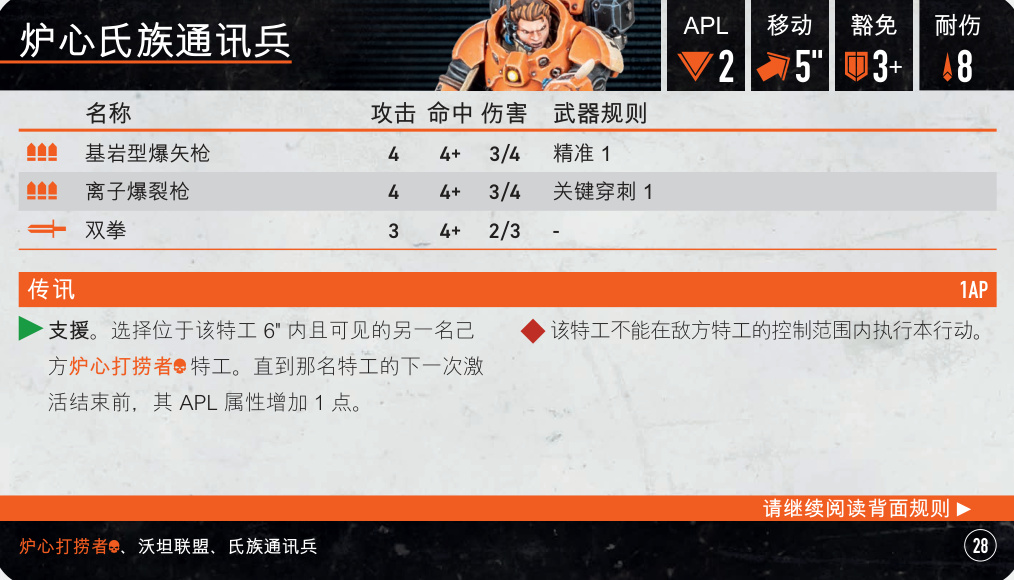 炉心氏族通讯兵
APL 移动 豁免 耐伤
2 5" 3+ 8
名称 攻击 命中 伤害 武器规则
基岩型爆矢枪 4 4+ 3/4 精准 1
离子爆裂枪 4 4+ 3/4 关键穿刺 1
双拳 3 4+ 2/3 -
传讯 1AP
支援。选择位于该特工 6" 内且可见的另一名己
方炉心打捞者特工。直到那名特工的下一次激
活结束前，其 APL 属性增加 1 点。
该特工不能在敌方特工的控制范围内执行本行动。
请继续阅读背面规则
炉心打捞者、沃坦联盟、氏族通讯兵
28